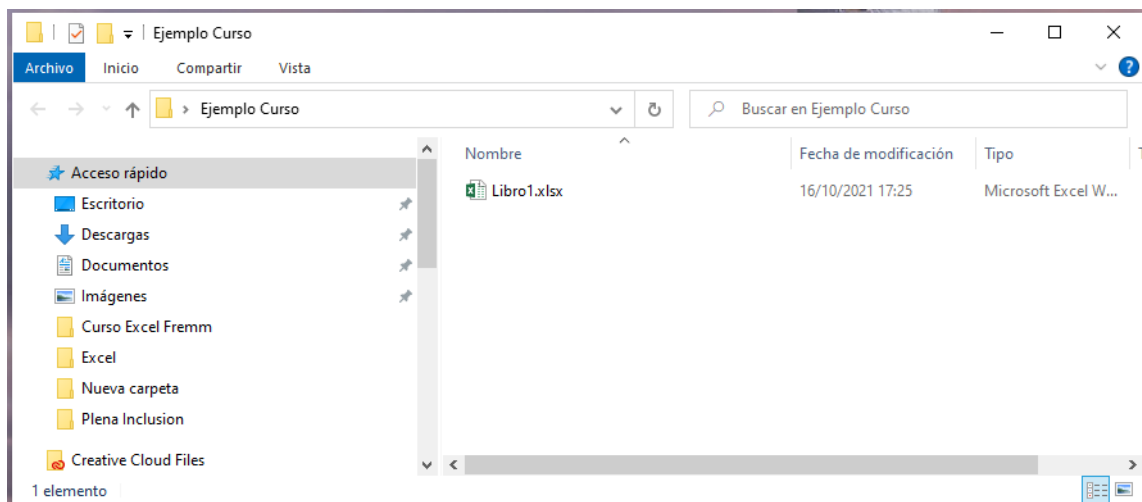 Ejemplo Curso
Archivo Inicio Compartir Vista
Ejemplo Curso
Buscar en Ejemplo Curso
Acceso rápido
Escritorio
Descargas
Documentos
Imágenes
Curso Excel Fremm
Excel
Nueva carpeta
Plena Inclusion
Creative Cloud Files
Nombre Fecha de modificación Tipo
Libro1.xlsx 16/10/2021 17:25 Microsoft Excel W...
1 elemento